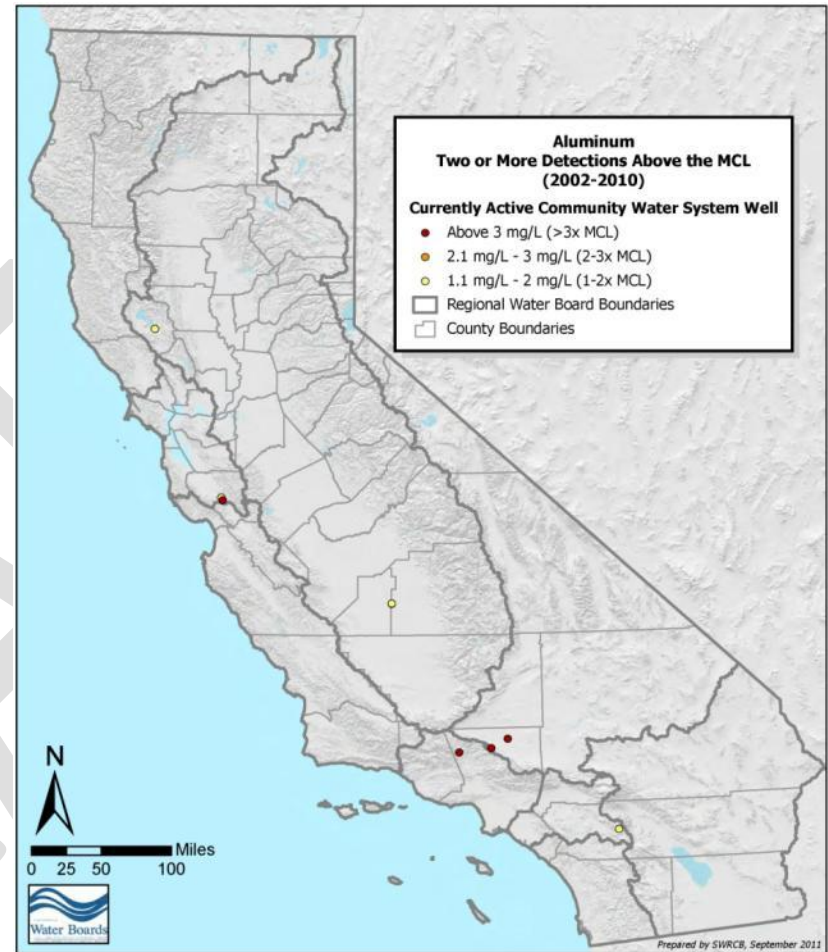 Aluminum
Two or More Detections Above the MCL
(2002-2010)
Currently Active Community Water System Well
Above 3 mg/L (>3x MCL)
2.1 mg/L - 3 mg/L (2-3x MCL)
1.1 mg/L - 2 mg/L (1-2x MCL)
Regional Water Board Boundaries
County Boundaries
N
Miles
0 25 50 100
Water Boards
Prepared by SWRCB, September 2011